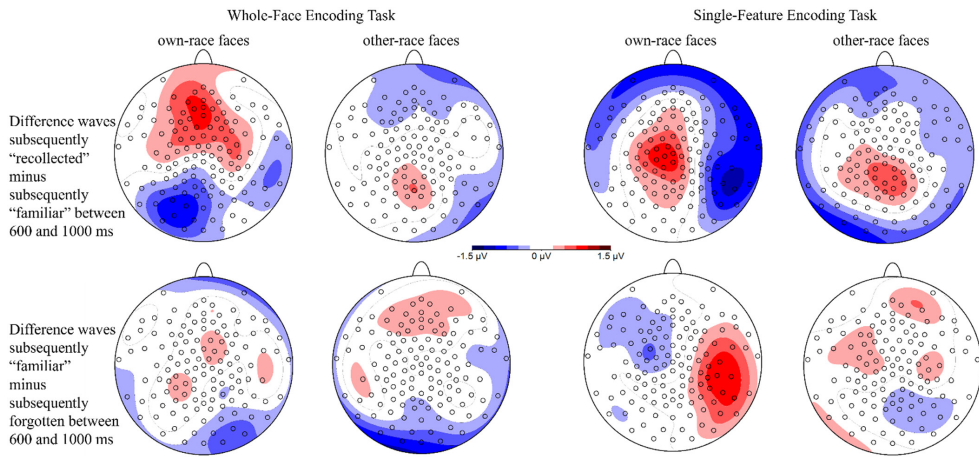 Whole-Face Encoding Task
Single-Feature Encoding Task
own-race faces
other-race faces
own-race faces
other-race faces
Difference waves
subsequently
“recollected”
minus
subsequently
“familiar” between
600 and 1000 ms
-1.5 µV
0 µV
1.5 µV
Difference waves
subsequently
“familiar”
minus
subsequently
forgotten between
600 and 1000 ms